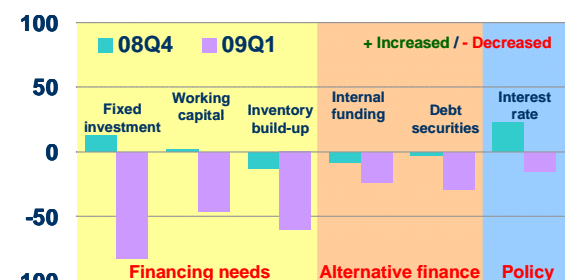 100
08Q4 09Q1 + Increased / - Decreased
50
Fixed investment
Working capital
Inventory build-up
Internal funding
Debt securities
Interest rate
0
-50
Financing needs Alternative finance Policy